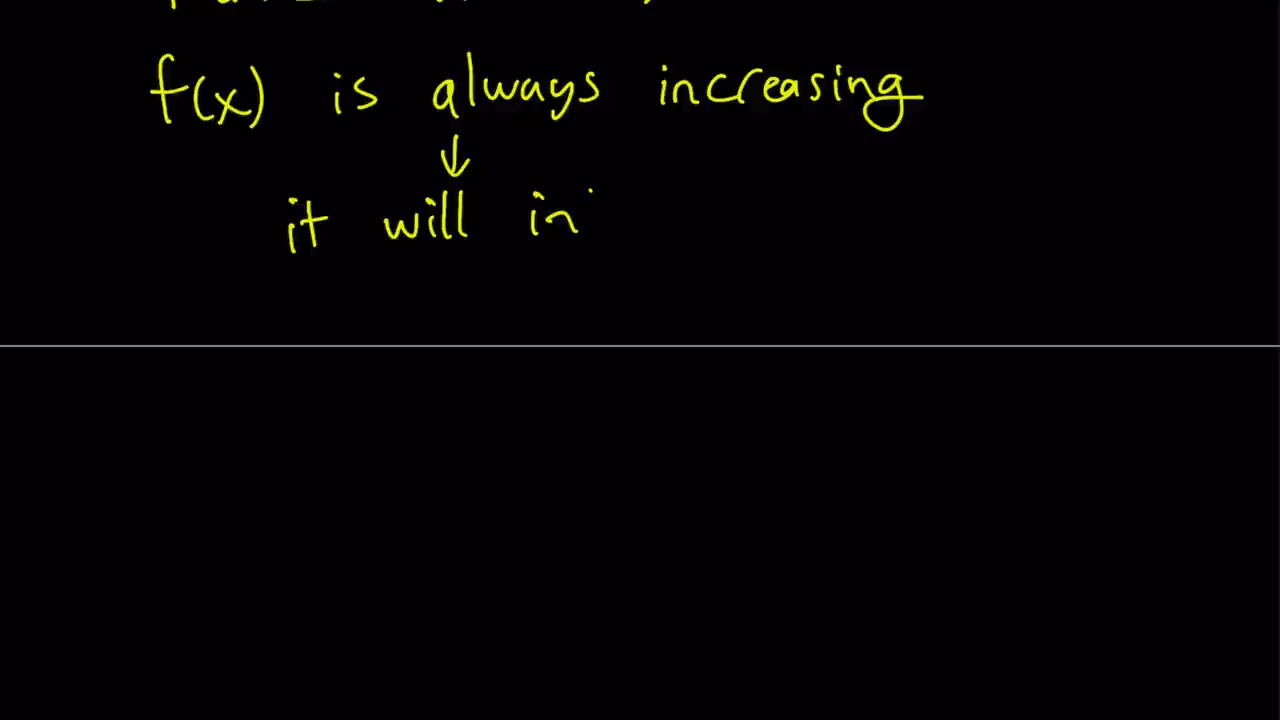 f(x) is always increasing
↓
it will in